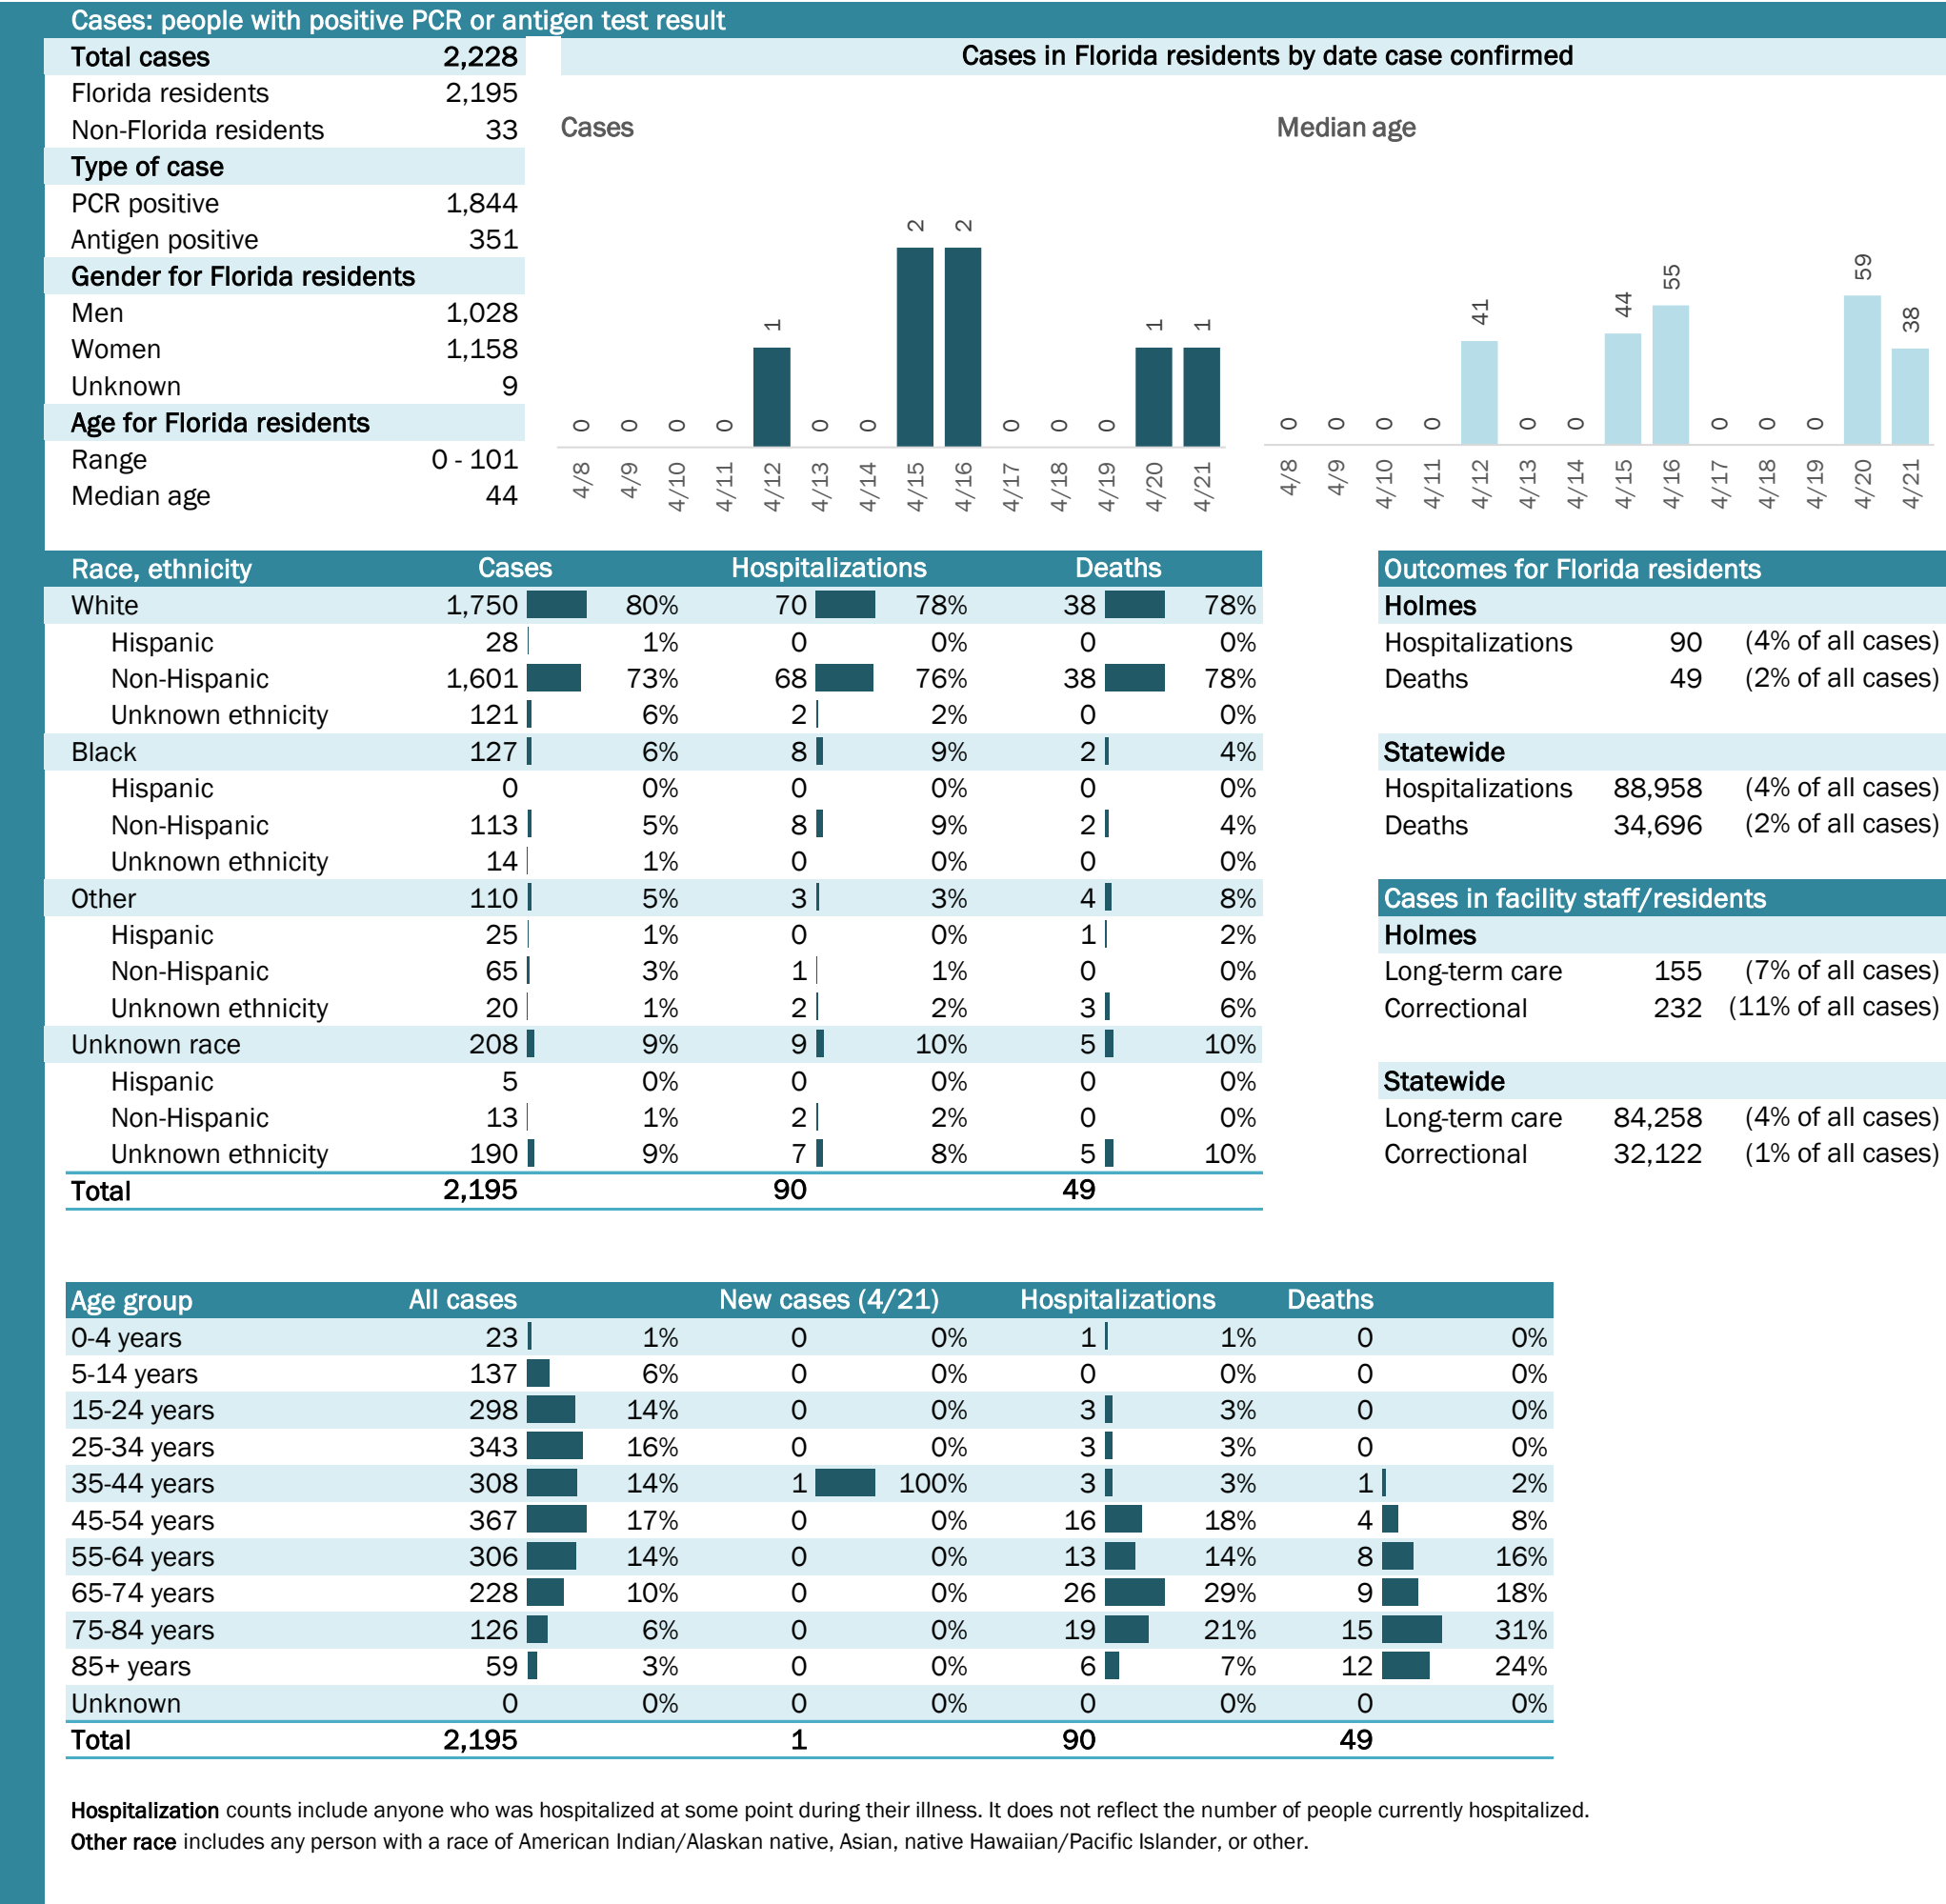 Cases: people with positive PCR or antigen test result
Total cases 2,228
Florida residents 2,195
Non-Florida residents 33
Type of case
PCR positive 1,844
Antigen positive 351
Gender for Florida residents
Men 1,028
Women 1,158
Unknown 9
Age for Florida residents
Range 0 - 101
Median age 44
Cases in Florida residents by date case confirmed
Cases
0 0 0 0 1 0 0 2 2 0 0 0 1 1
4/8 4/9 4/10 4/11 4/12 4/13 4/14 4/15 4/16 4/17 4/18 4/19 4/20 4/21
Median age
0 0 0 0 41 0 0 44 55 0 0 0 59 38
4/8 4/9 4/10 4/11 4/12 4/13 4/14 4/15 4/16 4/17 4/18 4/19 4/20 4/21
Race, ethnicity Cases Hospitalizations Deaths
White 1,750 80% 70 78% 38 78%
Hispanic 28 1% 0 0% 0 0%
Non-Hispanic 1,601 73% 68 76% 38 78%
Unknown ethnicity 121 6% 2 2% 0 0%
Black 127 6% 8 9% 2 4%
Hispanic 0 0% 0 0% 0 0%
Non-Hispanic 113 5% 8 9% 2 4%
Unknown ethnicity 14 1% 0 0% 0 0%
Other 110 5% 3 3% 4 8%
Hispanic 25 1% 0 0% 1 2%
Non-Hispanic 65 3% 1 1% 0 0%
Unknown ethnicity 20 1% 2 2% 3 6%
Unknown race 208 9% 9 10% 5 10%
Hispanic 5 0% 0 0% 0 0%
Non-Hispanic 13 1% 2 2% 0 0%
Unknown ethnicity 190 9% 7 8% 5 10%
Total 2,195 90 49
Outcomes for Florida residents
Holmes
Hospitalizations 90 (4% of all cases)
Deaths 49 (2% of all cases)
Statewide
Hospitalizations 88,958 (4% of all cases)
Deaths 34,696 (2% of all cases)
Cases in facility staff/residents
Holmes
Long-term care 155 (7% of all cases)
Correctional 232 (11% of all cases)
Statewide
Long-term care 84,258 (4% of all cases)
Correctional 32,122 (1% of all cases)
Age group All cases New cases (4/21) Hospitalizations Deaths
0-4 years 23 1% 0 0% 1 1% 0 0%
5-14 years 137 6% 0 0% 0 0% 0 0%
15-24 years 298 14% 0 0% 3 3% 0 0%
25-34 years 343 16% 0 0% 3 3% 0 0%
35-44 years 308 14% 1 100% 3 3% 1 2%
45-54 years 367 17% 0 0% 16 18% 4 8%
55-64 years 306 14% 0 0% 13 14% 8 16%
65-74 years 228 10% 0 0% 26 29% 9 18%
75-84 years 126 6% 0 0% 19 21% 15 31%
85+ years 59 3% 0 0% 6 7% 12 24%
Unknown 0 0% 0 0% 0 0% 0 0%
Total 2,195 1 90 49
Hospitalization counts include anyone who was hospitalized at some point during their illness. It does not reflect the number of people currently hospitalized.
Other race includes any person with a race of American Indian/Alaskan native, Asian, native Hawaiian/Pacific Islander, or other.